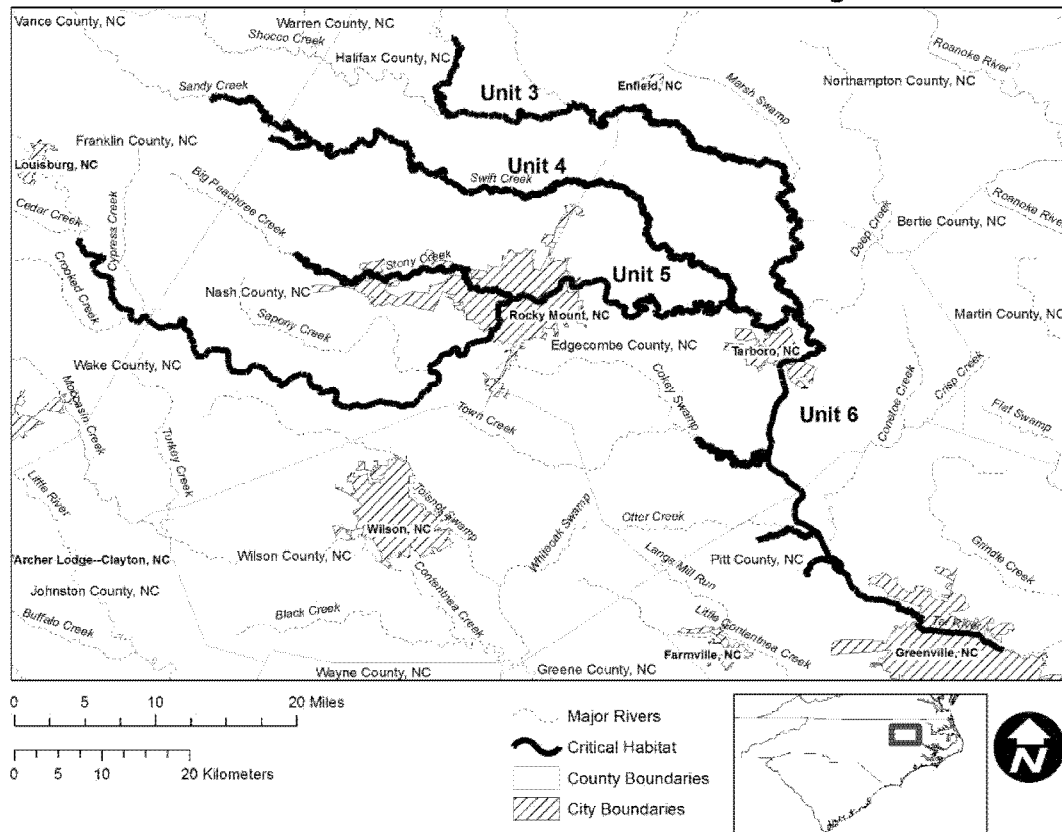 Vance County, NC
Warren County, NC
Shocco Creek
Halifax County, NC
Roanoke River
Sandy Creek
Unit 3
Enfield, NC
Marsh Swamp
Northampton County, NC
Franklin County, NC
Louisburg, NC
Unit 4
Big Peachtree Creek
Swift Creek
Cedar Creek
Cypress Creek
Roanoke River
Deep Creek
Bertie County, NC
Crooked Creek
Stony Creek
Unit 5
Nash County, NC
Rocky Mount, NC
Sapony Creek
Martin County, NC
Edgecombe County, NC
Tarboro, NC
Wake County, NC
Moccasin Creek
Cokey Swamp
Conetoe Creek
Crisp Creek
Turkey Creek
Town Creek
Unit 6
Flat Swamp
Little River
Toisnot Swamp
Wilson, NC
Whiteoak Swamp
Otter Creek
Archer Lodge--Clayton, NC
Wilson County, NC
Langs Mill Run
Pitt County, NC
Grindle Creek
Johnston County, NC
Contentnea Creek
Black Creek
Buffalo Creek
Little Contentnea Creek
Tar River
Farmville, NC
Greenville, NC
Wayne County, NC
Greene County, NC
0 5 10 20 Miles
0 5 10 20 Kilometers
Major Rivers
Critical Habitat
County Boundaries
City Boundaries
N